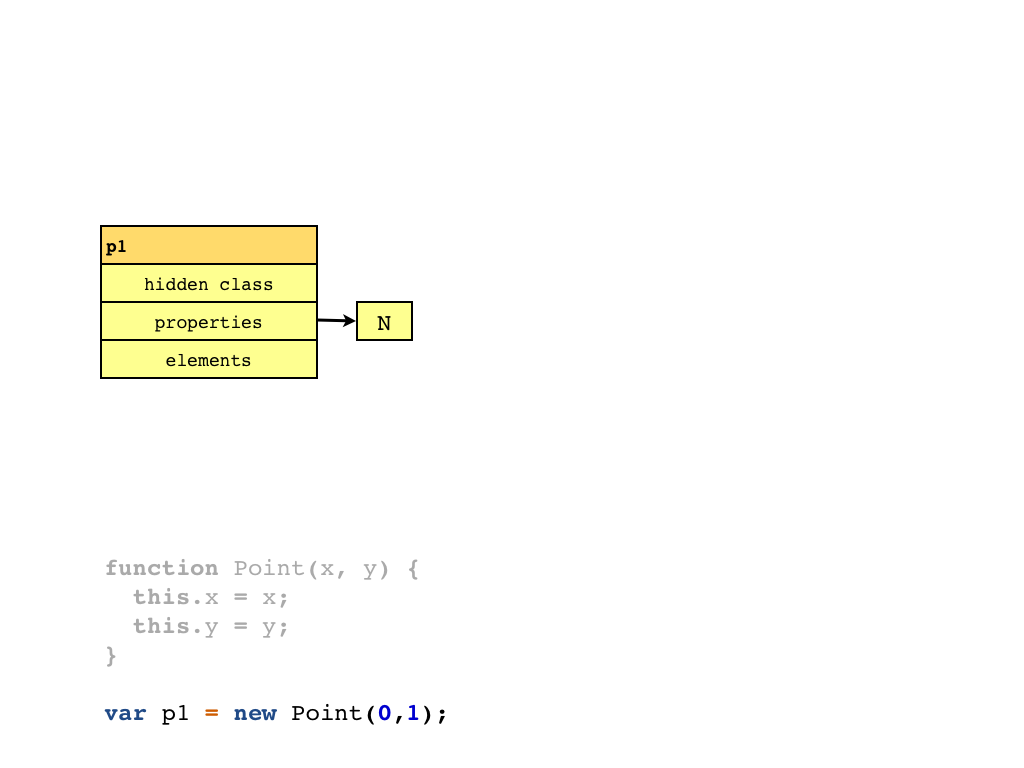 p1
hidden class
properties
N
elements
function Point(x, y) {
  this.x = x;
  this.y = y;
}
var p1 = new Point(0,1);